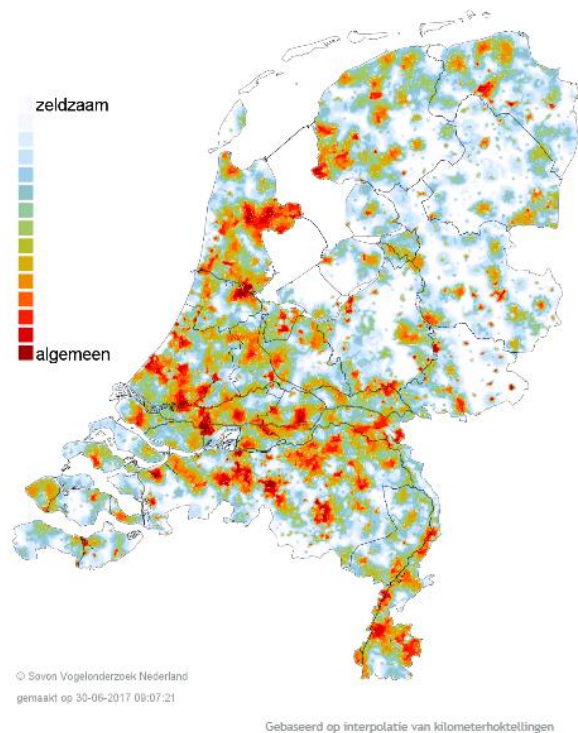 zeldzaam
algemeen
© Sovon Vogelonderzoek Nederland
gemaakt op 30-06-2017 09:07:21
Gebaseerd op interpolatie van kilometerhoktellingen